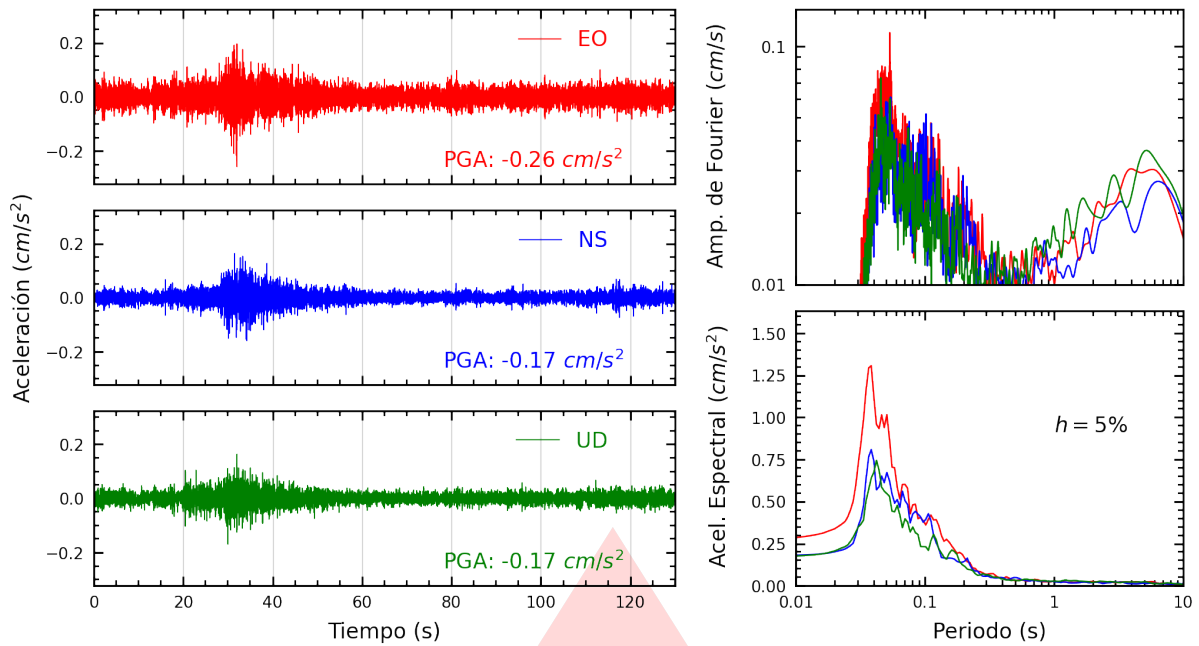 Aceleración (cm/s²)
0.2
0.0
−0.2
EO
PGA: -0.26 cm/s²
0.2
0.0
−0.2
NS
PGA: -0.17 cm/s²
0.2
0.0
−0.2
UD
PGA: -0.17 cm/s²
0 20 40 60 80 100 120
Tiempo (s)
Amp. de Fourier (cm/s)
0.1
0.01
Acel. Espectral (cm/s²)
1.50
1.25
1.00
0.75
0.50
0.25
0.00
h = 5%
0.01 0.1 1 10
Periodo (s)